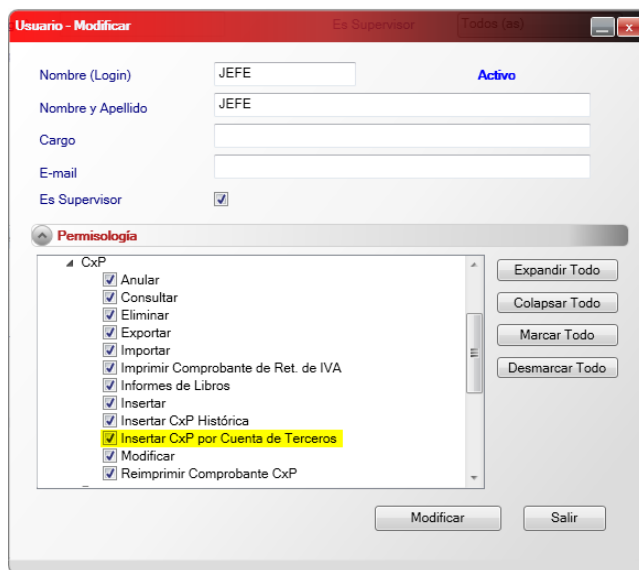 Usuario - Modificar Es Supervisor Todos (as) x
Nombre (Login) JEFE Activo
Nombre y Apellido JEFE
Cargo
E-mail
Es Supervisor
Permisología
CxP
Anular
Consultar
Eliminar
Exportar
Importar
Imprimir Comprobante de Ret. de IVA
Informes de Libros
Insertar
Insertar CxP Histórica
Insertar CxP por Cuenta de Terceros
Modificar
Reimprimir Comprobante CxP
Expandir Todo
Colapsar Todo
Marcar Todo
Desmarcar Todo
Modificar Salir